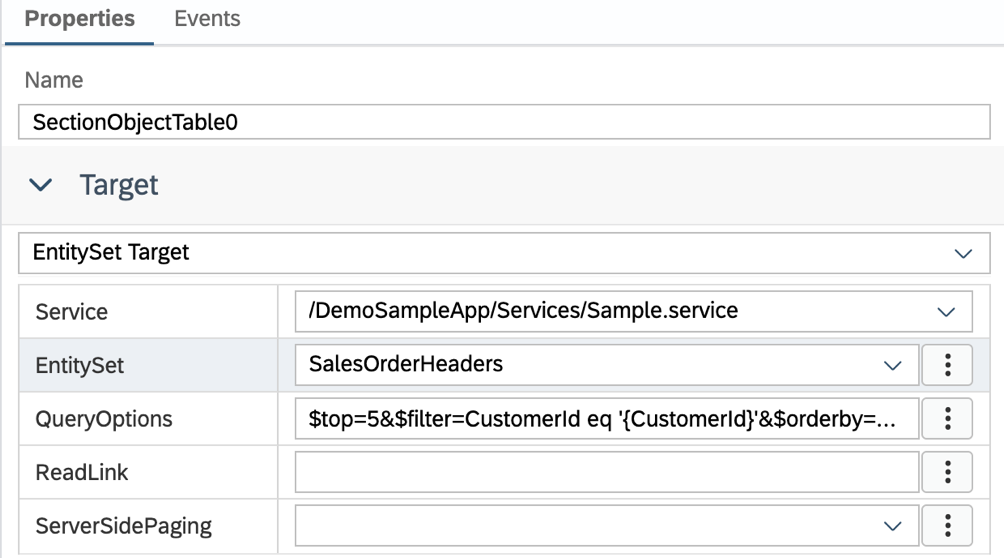 Properties Events
Name
SectionObjectTable0
Target
EntitySet Target
Service /DemoSampleApp/Services/Sample.service
EntitySet SalesOrderHeaders
QueryOptions $top=5&$filter=CustomerId eq '{CustomerId}'&$orderby=...
ReadLink
ServerSidePaging